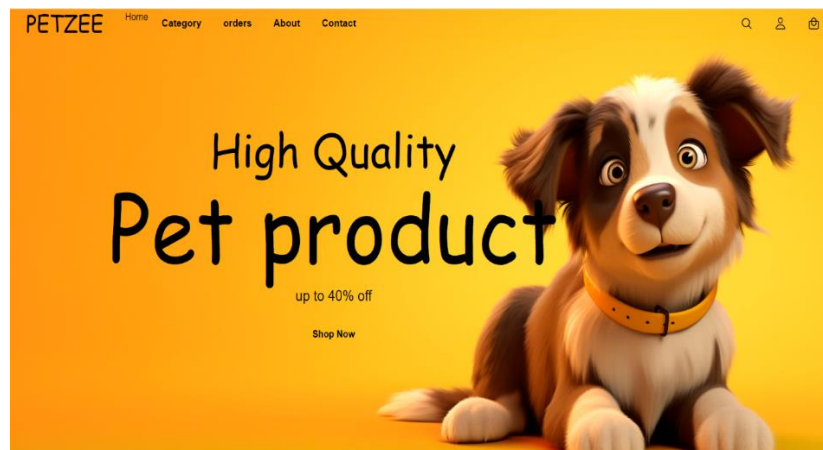 PETZEE Home Category orders About Contact
High Quality
Pet product
up to 40% off
Shop Now